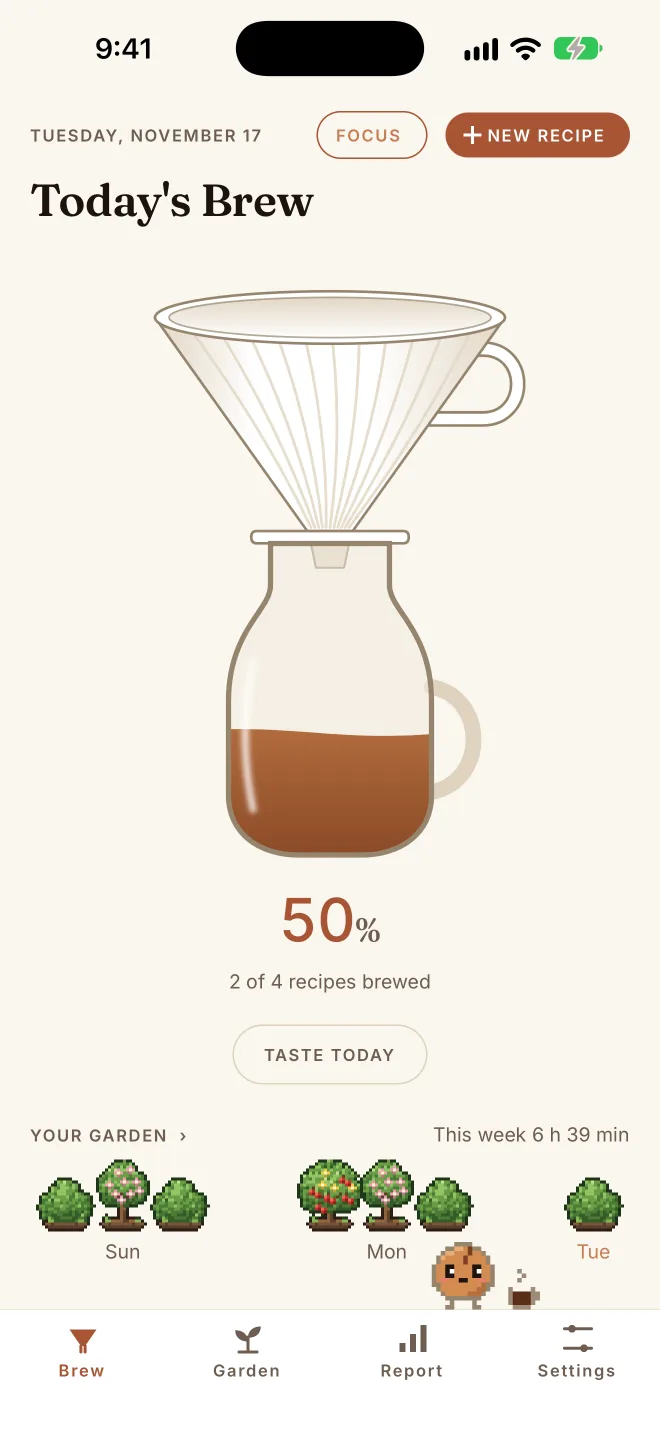 9:41
TUESDAY, NOVEMBER 17
FOCUS
NEW RECIPE
Today's Brew
50%
2 of 4 recipes brewed
TASTE TODAY
YOUR GARDEN ›
This week 6 h 39 min
Sun
Mon
Tue
Brew
Garden
Report
Settings